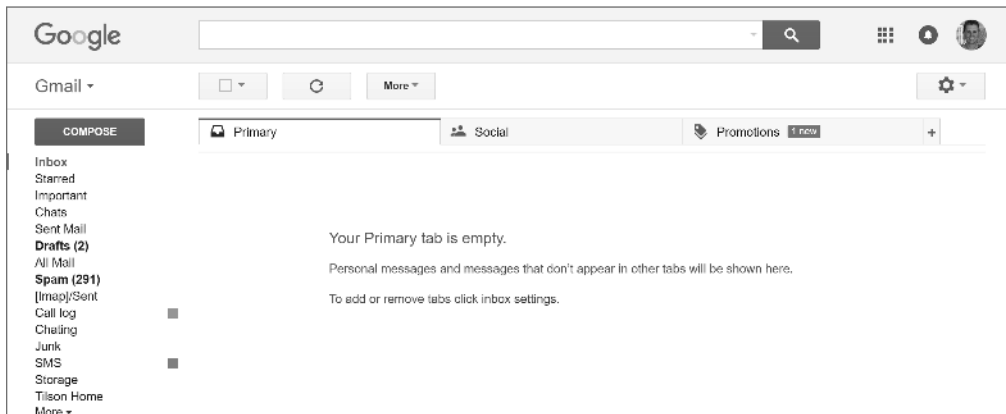 Google
Gmail
More
COMPOSE
Primary
Social
Promotions 1 new
+
Inbox
Starred
Important
Chats
Sent Mail
Drafts (2)
All Mail
Spam (291)
[Imap]/Sent
Call log
Chating
Junk
SMS
Storage
Tilson Home
More
Your Primary tab is empty.
Personal messages and messages that don't appear in other tabs will be shown here.
To add or remove tabs click inbox settings.